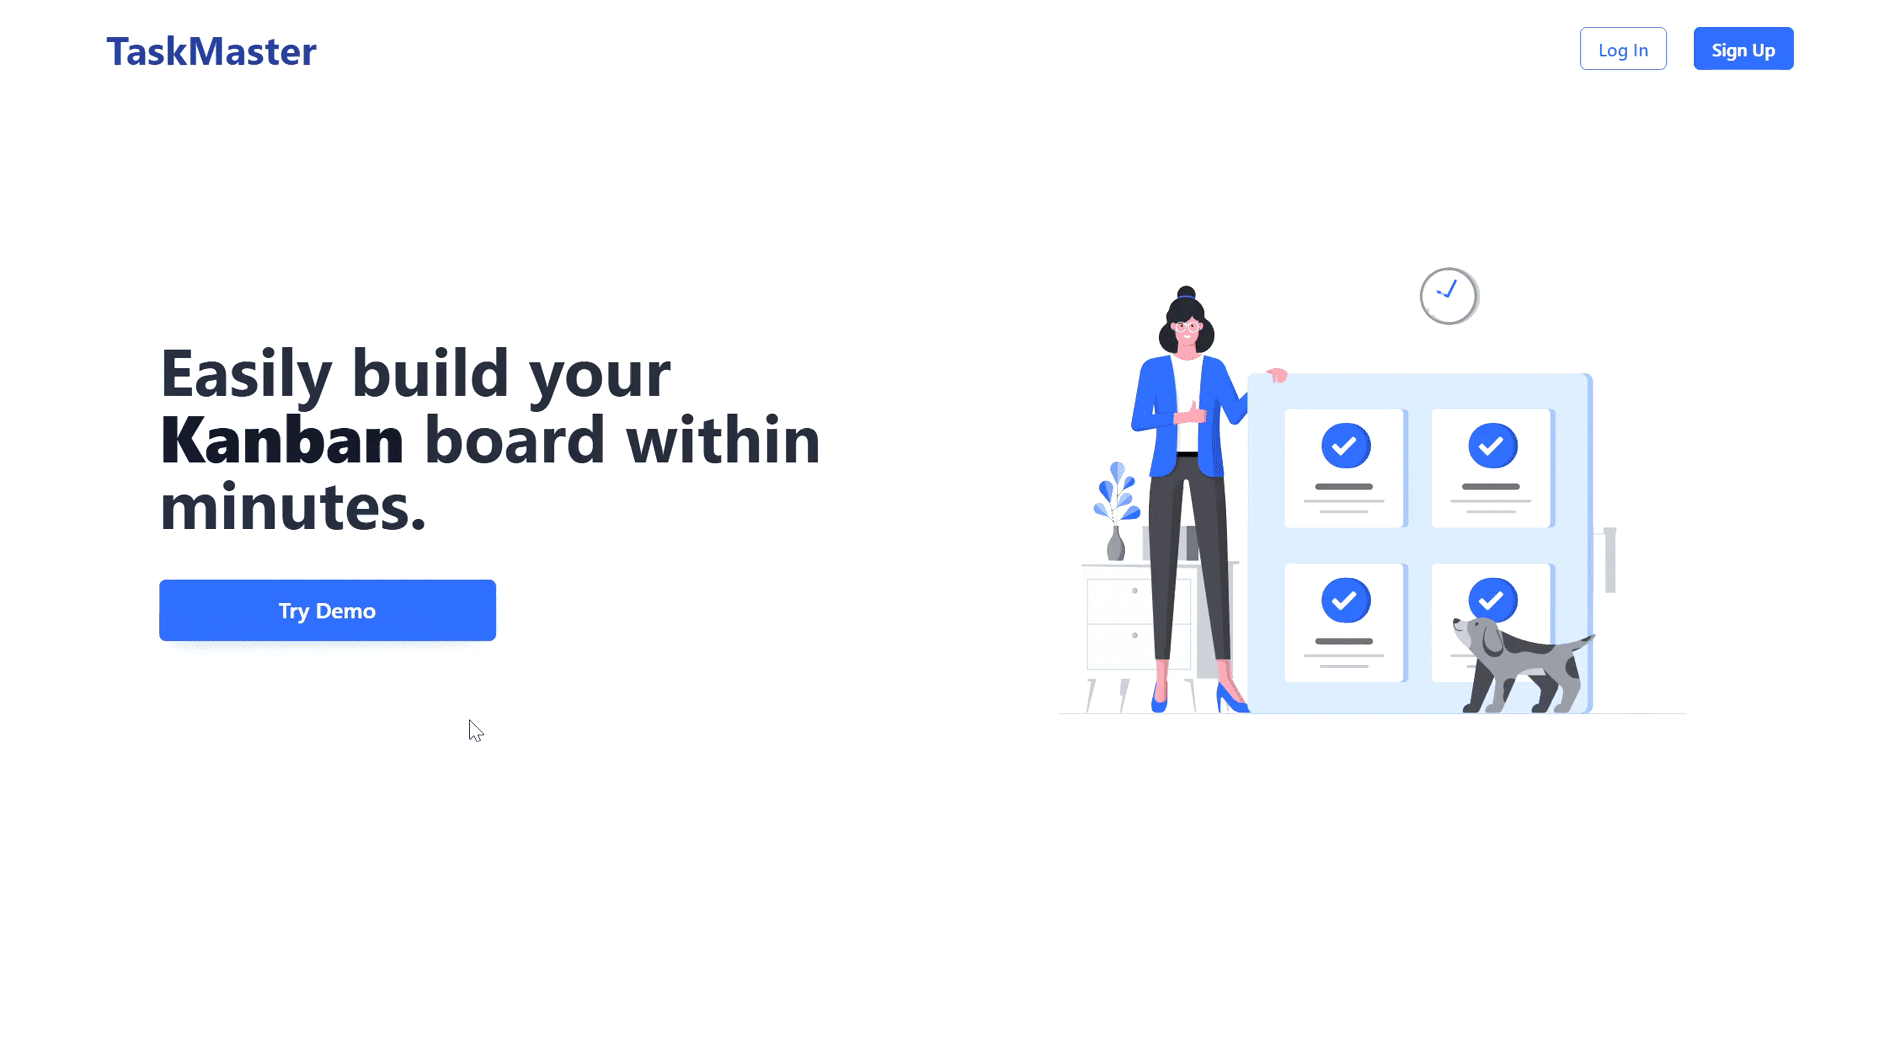 TaskMaster
Log In
Sign Up
Easily build your
Kanban board within
minutes.
Try Demo